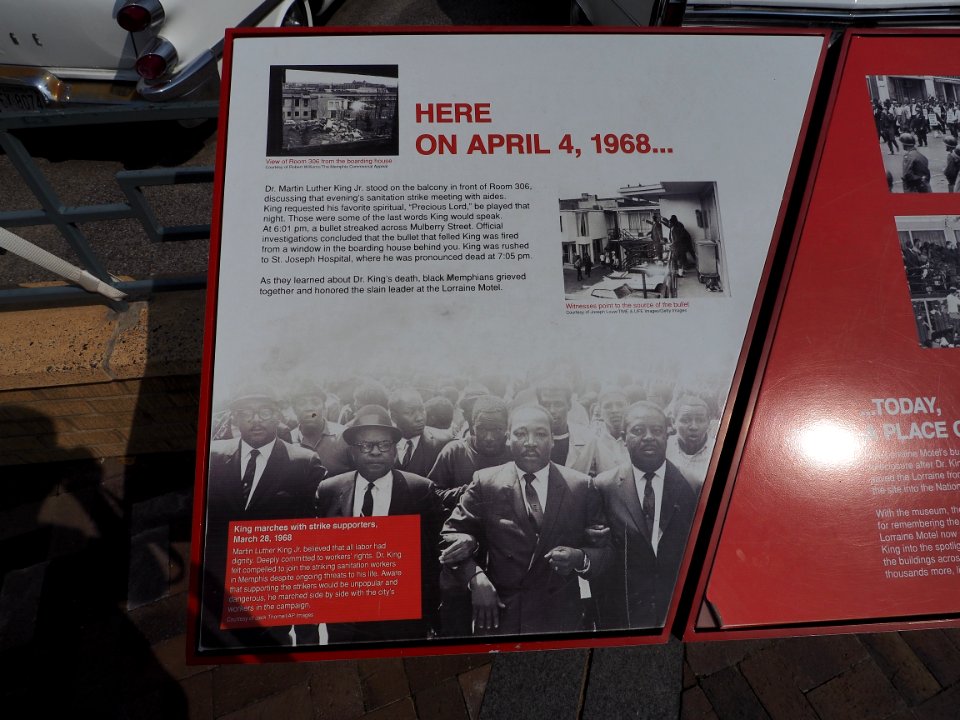 HERE
ON APRIL 4, 1968...
View of Room 306 from the boarding house
Dr. Martin Luther King Jr. stood on the balcony in front of Room 306,
discussing that evening's sanitation strike meeting with aides.
King requested his favorite spiritual, "Precious Lord," be played that
night. Those were some of the last words King would speak.
At 6:01 pm, a bullet streaked across Mulberry Street. Official
investigations concluded that the bullet that felled King was fired
from a window in the boarding house behind you. King was rushed
to St. Joseph Hospital, where he was pronounced dead at 7:05 pm.
As they learned about Dr. King's death, black Memphians grieved
together and honored the slain leader at the Lorraine Motel.
Witnesses point to the source of the bullet
King marches with strike supporters,
March 28, 1968
Martin Luther King Jr. believed that all labor had
dignity. Deeply committed to workers' rights, Dr. King
felt compelled to join the striking sanitation workers
in Memphis despite ongoing threats to his life. Aware
that supporting the strikers would be unpopular and
dangerous, he marched side by side with the city's
workers in the campaign.
...TODAY,
PLACE
Motel's
after Dr.
the Lorraine
the site into the
With the museum,
for remembering the
Lorraine Motel now
King into the
the buildings
thousands more,